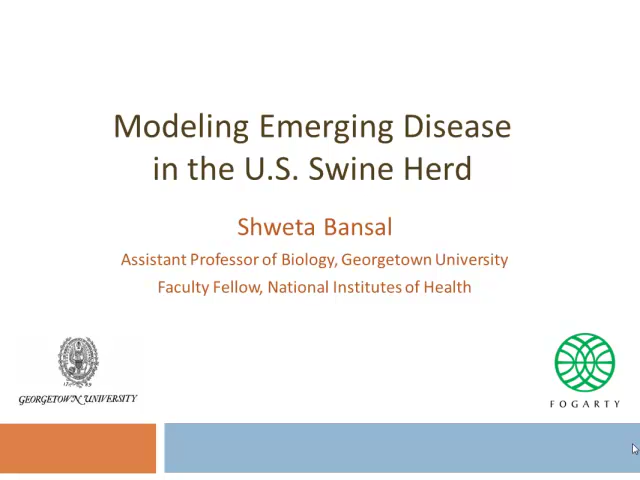 Modeling Emerging Disease
in the U.S. Swine Herd
Shweta Bansal
Assistant Professor of Biology, Georgetown University
Faculty Fellow, National Institutes of Health
GEORGETOWN UNIVERSITY
FOGARTY